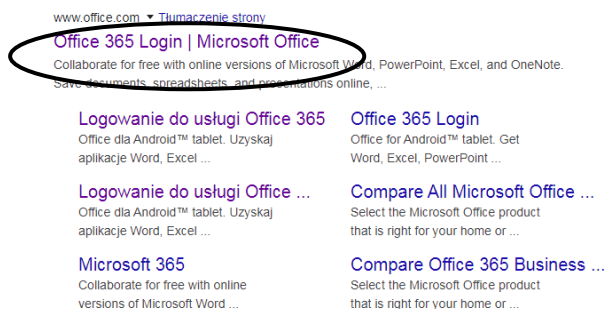 www.office.com ▼ Tłumaczenie strony
Office 365 Login | Microsoft Office
Collaborate for free with online versions of Microsoft Word, PowerPoint, Excel, and OneNote.
Save documents, spreadsheets, and presentations online, ...
Logowanie do usługi Office 365
Office dla Android™ tablet. Uzyskaj
aplikacje Word, Excel ...
Office 365 Login
Office for Android™ tablet. Get
Word, Excel, PowerPoint ...
Logowanie do usługi Office ...
Office dla Android™ tablet. Uzyskaj
aplikacje Word, Excel ...
Compare All Microsoft Office ...
Select the Microsoft Office product
that is right for your home or ...
Microsoft 365
Collaborate for free with online
versions of Microsoft Word ...
Compare Office 365 Business ...
Select the Microsoft Office product
that is right for your home or ...